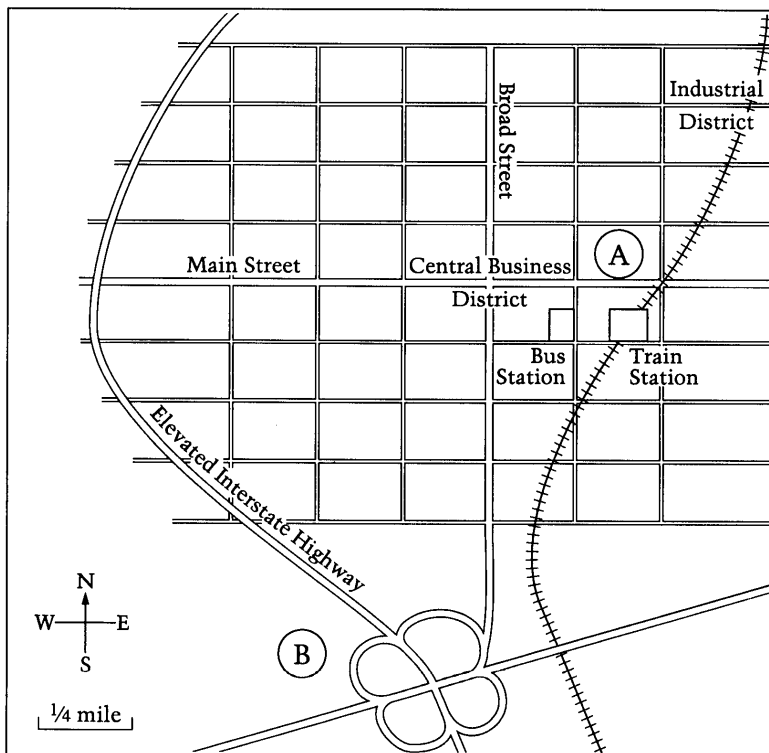 Broad Street
Industrial
District
A
Main Street
Central Business
District
Bus
Station
Train
Station
Elevated Interstate Highway
N
W
E
S
B
1/4 mile